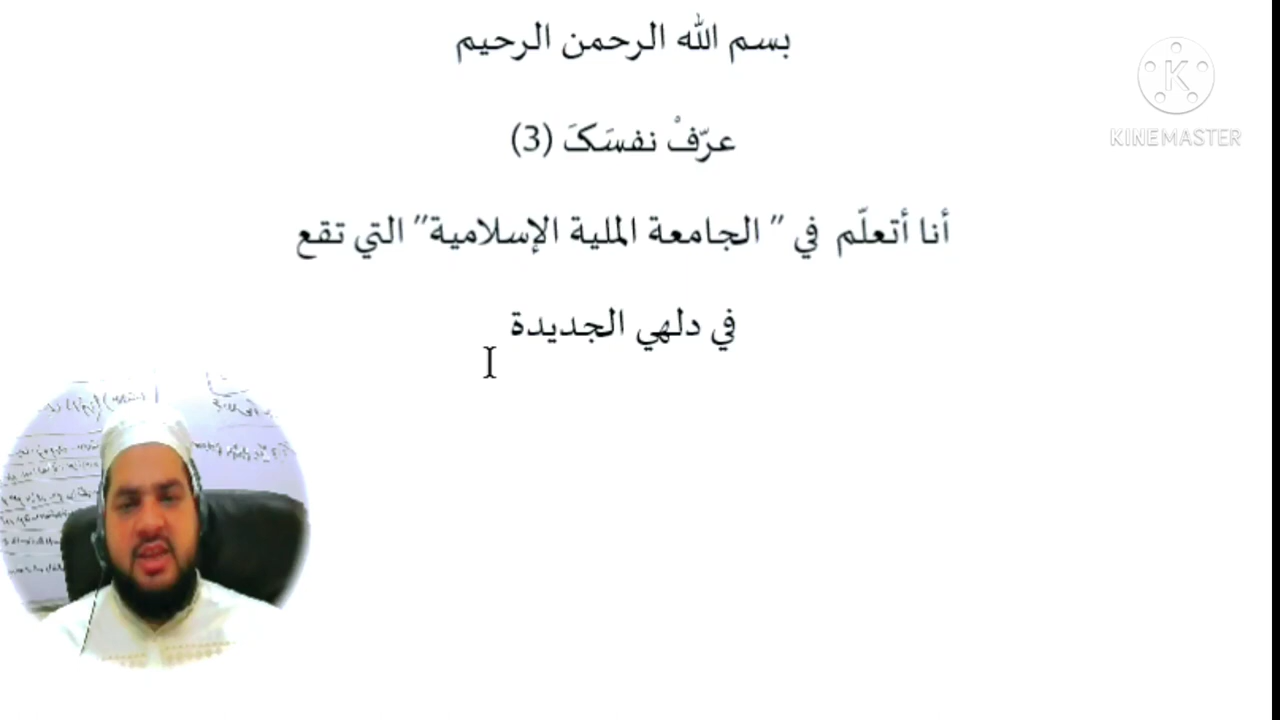 بسم الله الرحمن الرحيم
عرّفْ نفسَکَ (3)
أنا أتعلّم في " الجامعة الملية الإسلامية" التي تقع
في دلهي الجديدة
KINEMASTER